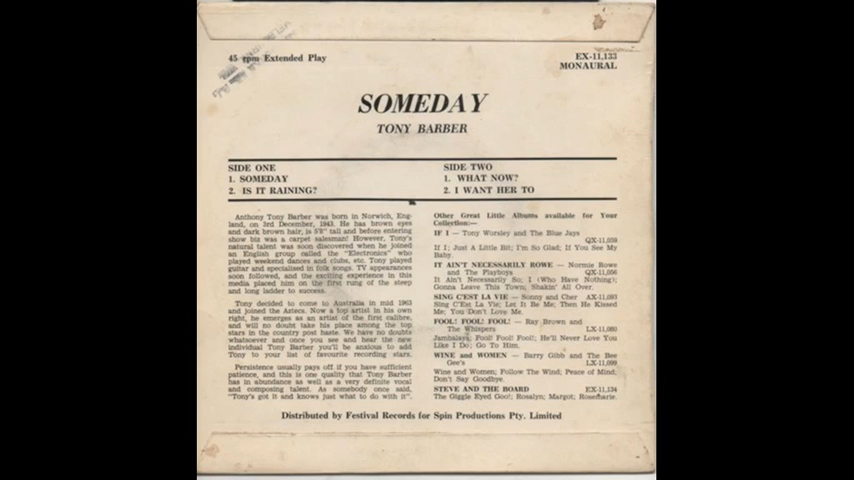 45 rpm Extended Play
EX-11,133
MONAURAL
SOMEDAY
TONY BARBER
SIDE ONE
1. SOMEDAY
2. IS IT RAINING?
SIDE TWO
1. WHAT NOW?
2. I WANT HER TO
Anthony Tony Barber was born in Norwich, Eng-
land, on 3rd December, 1943. He has brown eyes
and dark brown hair, is 5'8" tall and before entering
show biz was a carpet salesman! However, Tony's
natural talent was soon discovered when he joined
an English group called the "Electronics" who
played weekend dances and clubs, etc. Tony played
guitar and specialised in folk songs. TV appearances
soon followed, and the exciting experience in this
media placed him on the first rung of the steep
and long ladder to success.
Tony decided to come to Australia in mid 1963
and joined the Aztecs. Now a top artist in his own
right, he emerges as an artist of the first calibre,
and will no doubt take his place among the top
stars in the country post haste. We have no doubts
whatsoever and once you see and hear the new
individual Tony Barber you'll be anxious to add
Tony to your list of favourite recording stars.
Persistence usually pays off if you have sufficient
patience, and this is one quality that Tony Barber
has in abundance as well as a very definite vocal
and composing talent. As somebody once said,
"Tony's got it and knows just what to do with it".
Other Great Little Albums available for Your
Collection:—
IF I — Tony Worsley and The Blue Jays
QX-11,059
If I; Just A Little Bit; I'm So Glad; If You See My
Baby.
IT AIN'T NECESSARILY ROWE — Normie Rowe
and The Playboys QX-11,056
It Ain't Necessarily So; I (Who Have Nothing);
Gonna Leave This Town; Shakin' All Over.
SING C'EST LA VIE — Sonny and Cher AX-11,093
Sing C'Est La Vie; Let It Be Me; Then He Kissed
Me; You Don't Love Me.
FOOL! FOOL! FOOL! — Ray Brown and
The Whispers LX-11,080
Jambalaya; Fool! Fool! Fool!; He'll Never Love You
Like I Do; Go To Him.
WINE and WOMEN — Barry Gibb and The Bee
Gee's LX-11,099
Wine and Women; Follow The Wind; Peace of Mind;
Don't Say Goodbye.
STEVE AND THE BOARD EX-11,134
The Giggle Eyed Goo!; Rosalyn; Margot; Rosemarie.
Distributed by Festival Records for Spin Productions Pty. Limited